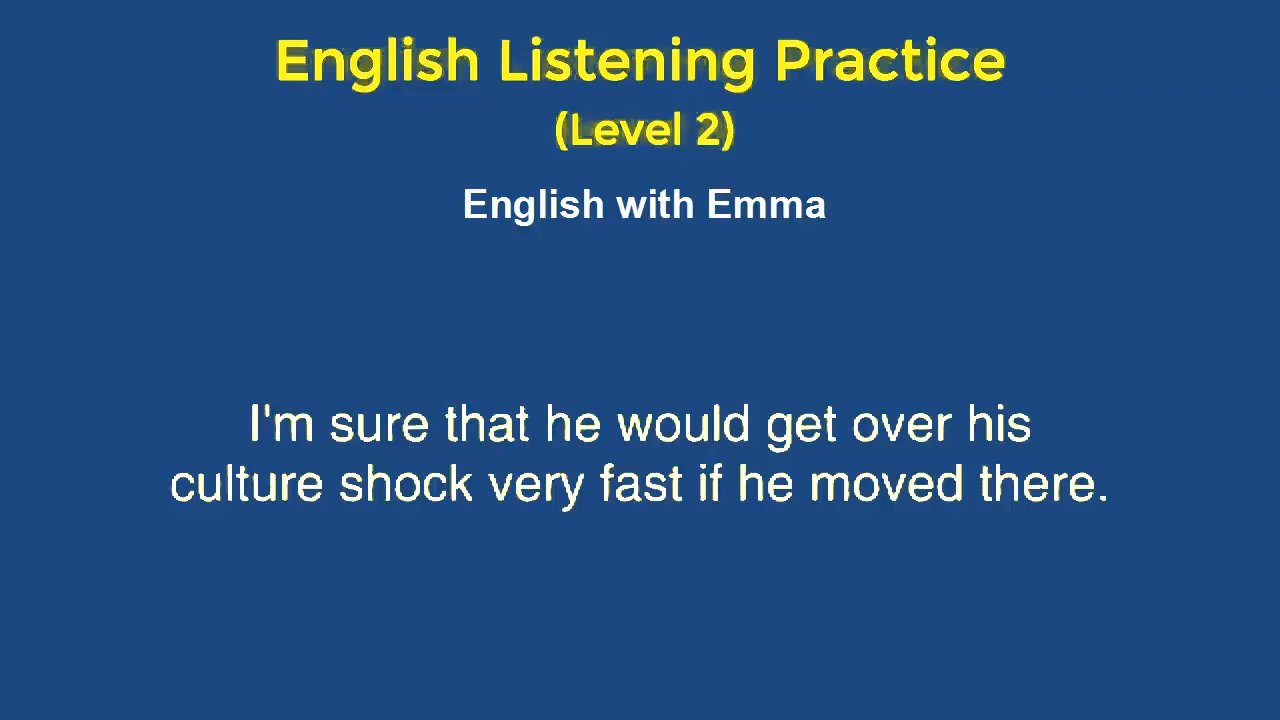 English Listening Practice
(Level 2)
English with Emma
I'm sure that he would get over his
culture shock very fast if he moved there.